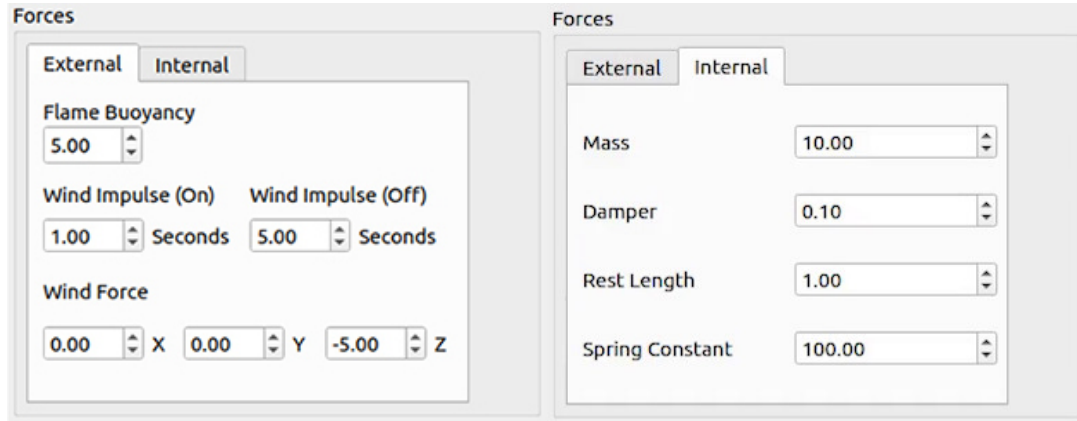 Forces
External Internal
Flame Buoyancy
5.00
Wind Impulse (On) Wind Impulse (Off)
1.00 Seconds 5.00 Seconds
Wind Force
0.00 X 0.00 Y -5.00 Z
Forces
External Internal
Mass 10.00
Damper 0.10
Rest Length 1.00
Spring Constant 100.00